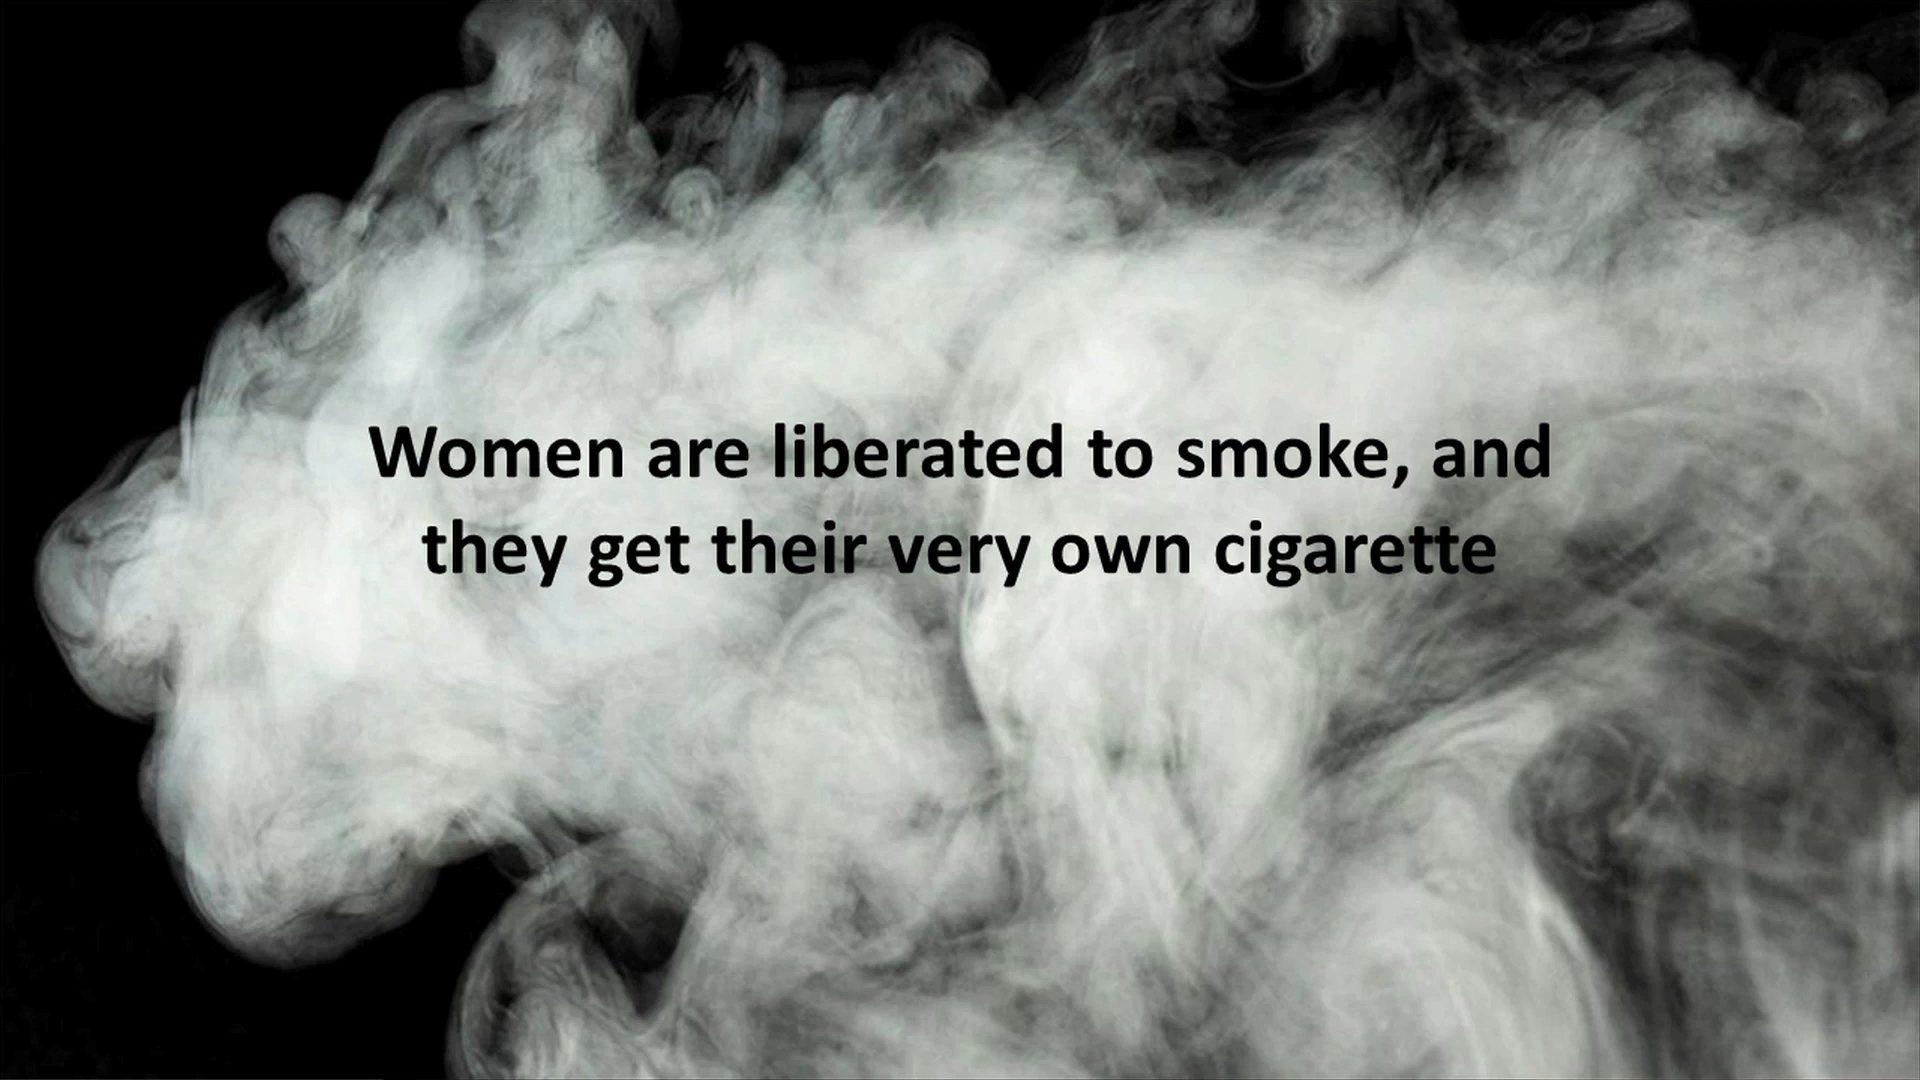 Women are liberated to smoke, and
they get their very own cigarette